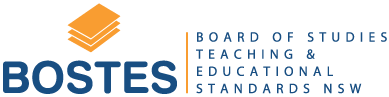 BOSTES
BOARD OF STUDIES
TEACHING &
EDUCATIONAL
STANDARDS NSW